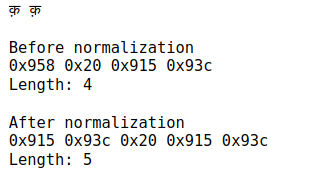 क़ क़
Before normalization
0x958 0x20 0x915 0x93c
Length: 4
After normalization
0x915 0x93c 0x20 0x915 0x93c
Length: 5